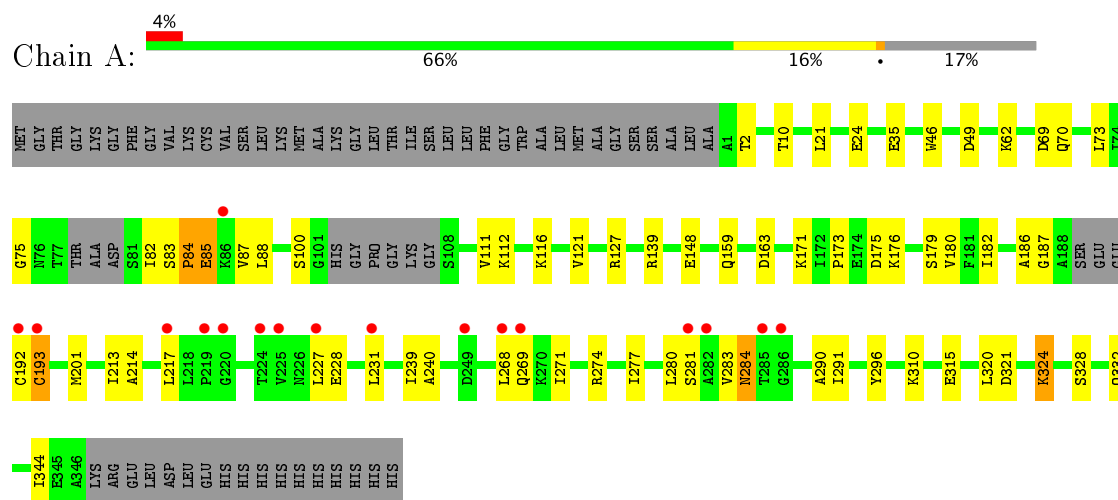 4%
Chain A:
66% 16% • 17%
MET GLY THR GLY LYS GLY PHE GLY VAL LYS CYS VAL SER LEU LYS MET ALA LYS GLY LEU THR ILE SER LEU LEU PHE GLY TRP ALA LEU MET ALA GLY SER SER ALA LEU ALA A1 T2 T10 L21 E24 E35 W46 D49 K62 D69 Q70 L73 I74
G75 N76 T77 THR ALA ASP S81 I82 S83 P84 E85 K86 V87 L88 S100 G101 HIS GLY PRO GLY LYS GLY S108 V111 K112 K116 V121 R127 R139 E148 Q159 D163 K171 I172 P173 E174 D175 K176 S179 V180 F181 I182 A186 G187 A188 SER GLU GLU
C192 C193 M201 I213 A214 L217 L218 P219 G220 T224 V225 N226 L227 E228 L231 I239 A240 D249 L268 Q269 K270 I271 R274 I277 L280 S281 A282 V283 N284 T285 G286 A290 I291 Y296 K310 E315 L320 D321 K324 S328
I344 E345 A346 LYS ARG GLU LEU ASP LEU GLU HIS HIS HIS HIS HIS HIS HIS HIS HIS HIS